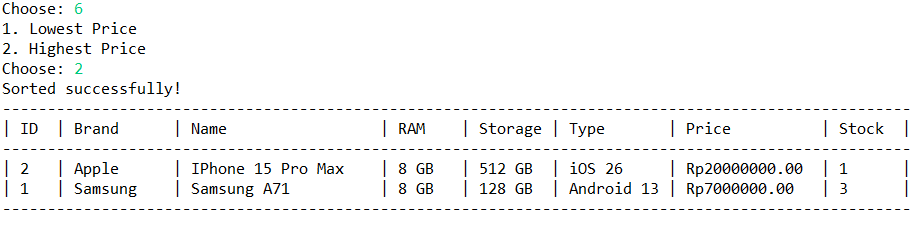 Choose: 6
1. Lowest Price
2. Highest Price
Choose: 2
Sorted successfully!
-----------------------------------------------------------------------------------------------------
| ID  | Brand      | Name                 | RAM    | Storage | Type      | Price          | Stock  |
-----------------------------------------------------------------------------------------------------
| 2   | Apple      | IPhone 15 Pro Max    | 8 GB   | 512 GB  | iOS 26     | Rp20000000.00  | 1      |
| 1   | Samsung    | Samsung A71          | 8 GB   | 128 GB  | Android 13 | Rp7000000.00   | 3      |
-----------------------------------------------------------------------------------------------------